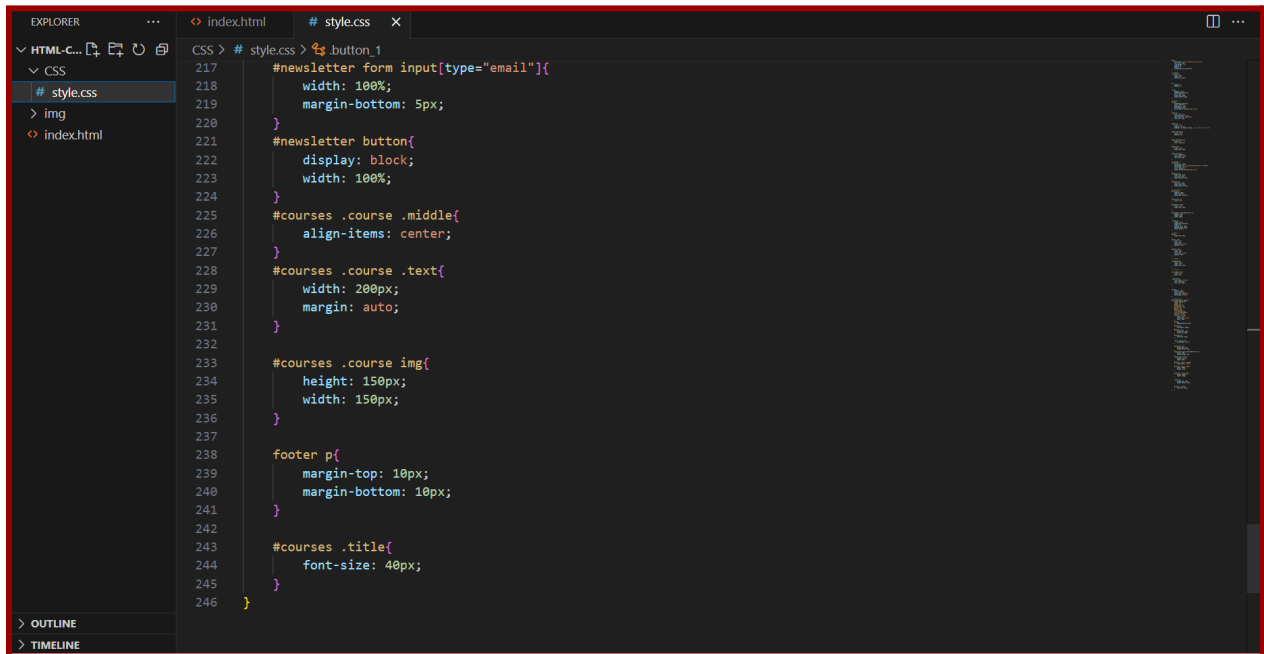 EXPLORER
HTML-C...
CSS
# style.css
img
<> index.html
OUTLINE
TIMELINE
<> index.html
# style.css
CSS > # style.css > .button_1
217 #newsletter form input[type="email"]{
218 width: 100%;
219 margin-bottom: 5px;
220 }
221 #newsletter button{
222 display: block;
223 width: 100%;
224 }
225 #courses .course .middle{
226 align-items: center;
227 }
228 #courses .course .text{
229 width: 200px;
230 margin: auto;
231 }
232
233 #courses .course img{
234 height: 150px;
235 width: 150px;
236 }
237
238 footer p{
239 margin-top: 10px;
240 margin-bottom: 10px;
241 }
242
243 #courses .title{
244 font-size: 40px;
245 }
246 }